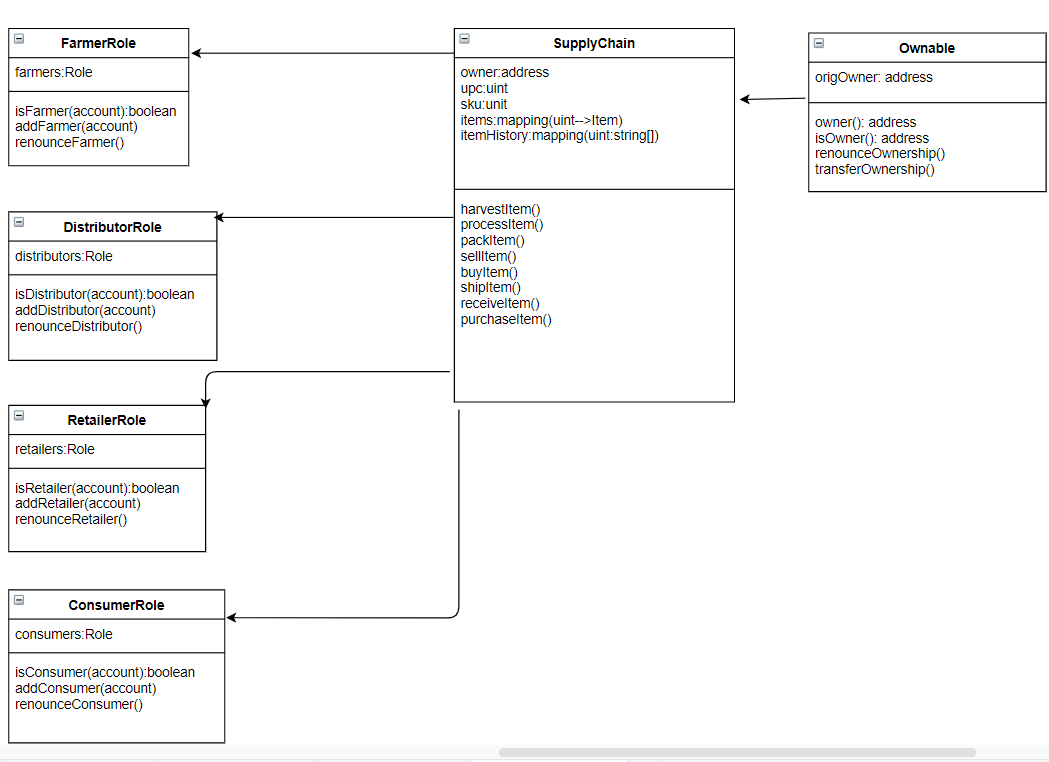 FarmerRole
farmers:Role
isFarmer(account):boolean
addFarmer(account)
renounceFarmer()
DistributorRole
distributors:Role
isDistributor(account):boolean
addDistributor(account)
renounceDistributor()
RetailerRole
retailers:Role
isRetailer(account):boolean
addRetailer(account)
renounceRetailer()
ConsumerRole
consumers:Role
isConsumer(account):boolean
addConsumer(account)
renounceConsumer()
SupplyChain
owner:address
upc:uint
sku:unit
items:mapping(uint-->Item)
itemHistory:mapping(uint:string[])
harvestItem()
processItem()
packItem()
sellItem()
buyItem()
shipItem()
receiveItem()
purchaseItem()
Ownable
origOwner: address
owner(): address
isOwner(): address
renounceOwnership()
transferOwnership()